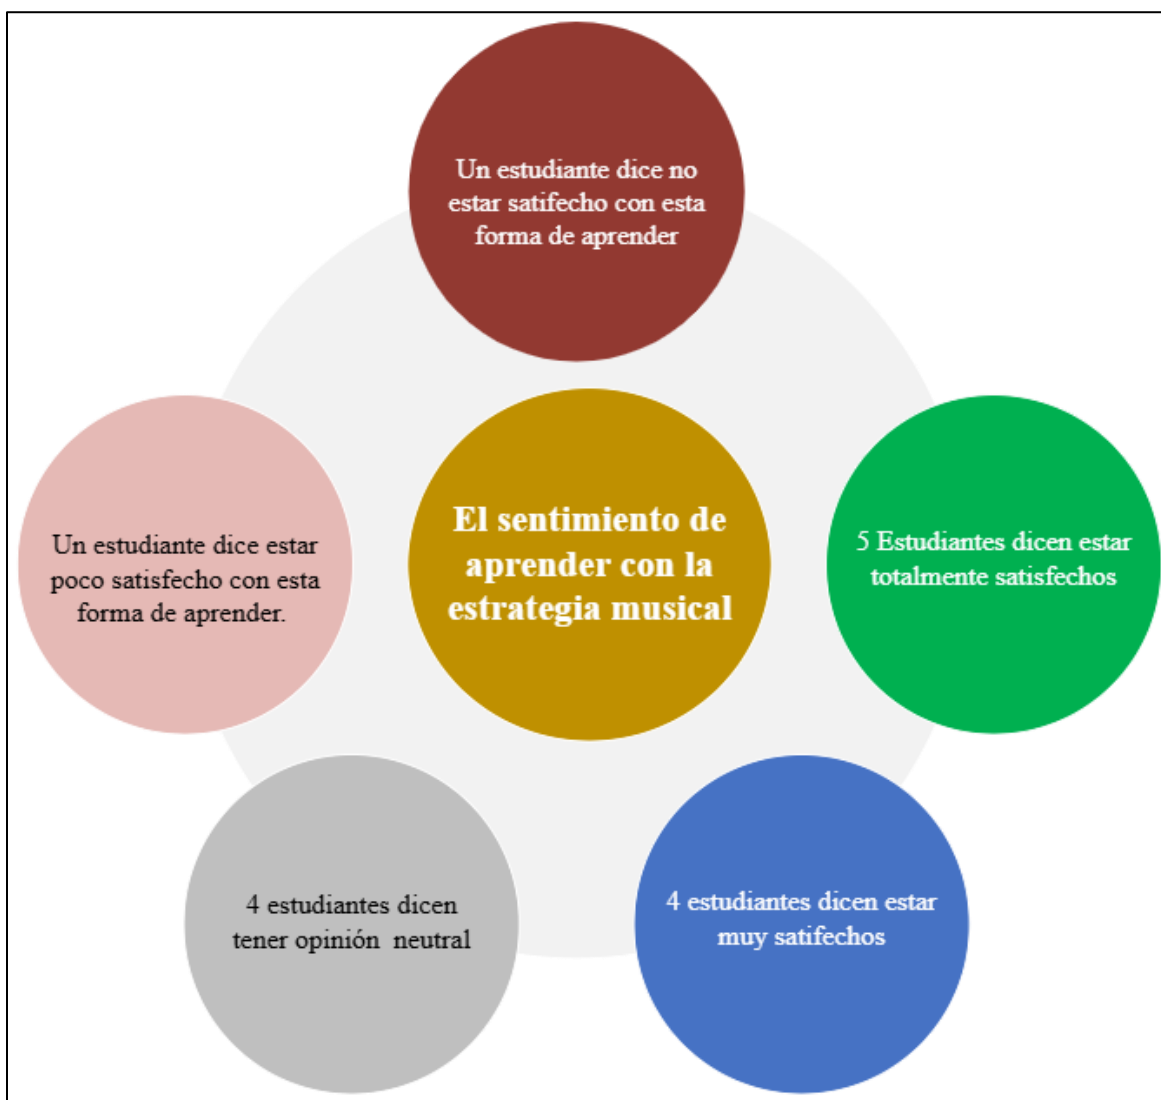 Un estudiante dice no
estar satifecho con esta
forma de aprender
Un estudiante dice estar
poco satisfecho con esta
forma de aprender.
El sentimiento de
aprender con la
estrategia musical
5 Estudiantes dicen estar
totalmente satisfechos
4 estudiantes dicen
tener opinión  neutral
4 estudiantes dicen estar
muy satifechos